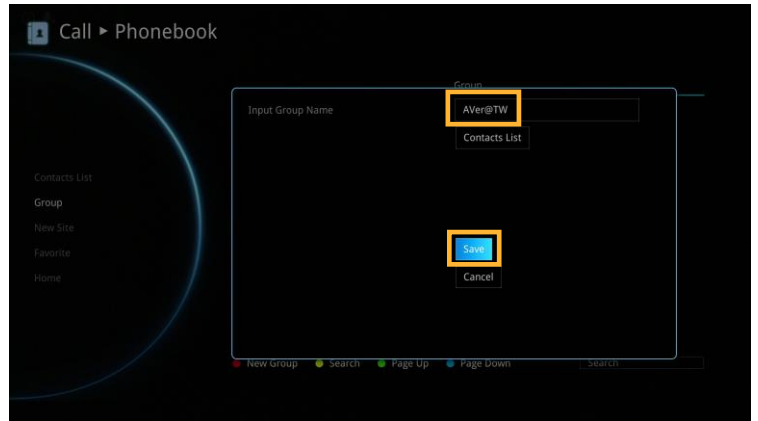 Call ▸ Phonebook
Group
Input Group Name
AVer@TW
Contacts List
Contacts List
Group
New Site
Favorite
Home
Save
Cancel
New Group
Search
Page Up
Page Down
Search